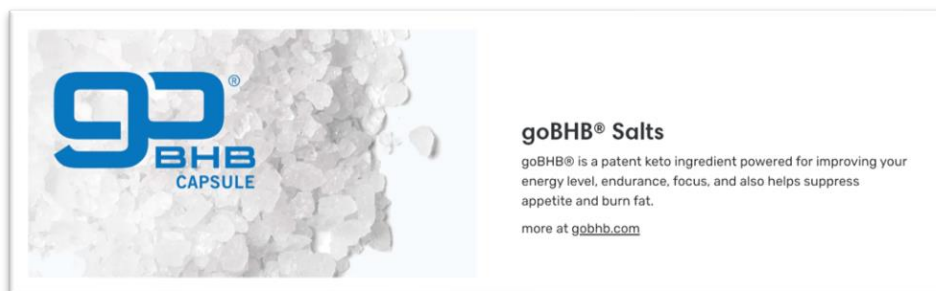 go®
BHB
CAPSULE
goBHB® Salts
goBHB® is a patent keto ingredient powered for improving your
energy level, endurance, focus, and also helps suppress
appetite and burn fat.
more at gobhb.com